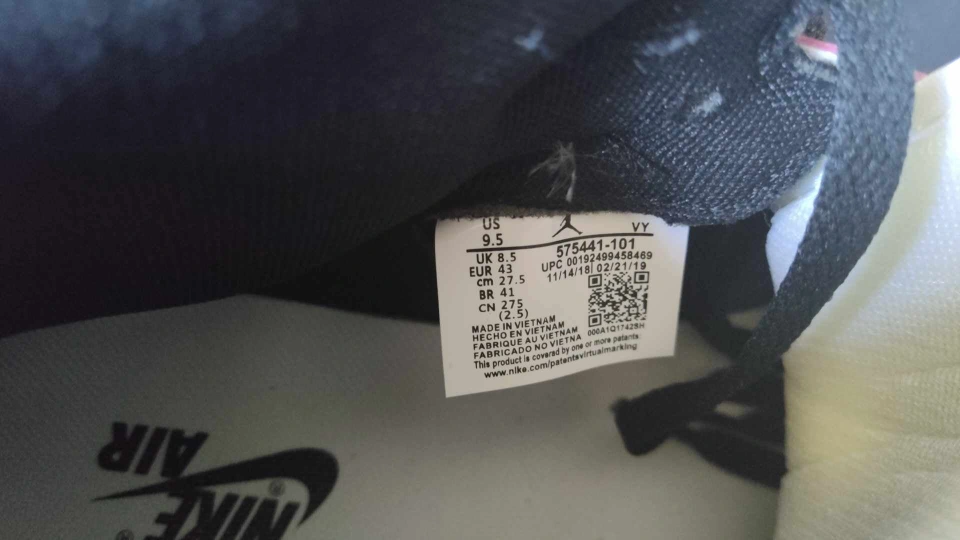 US
VY
9.5
575441-101
UK 8.5
UPC 00192499458469
EUR 43
11/14/18 02/21/19
cm 27.5
BR 41
CN 275
(2.5)
000A1Q1742SH
MADE IN VIETNAM
HECHO EN VIETNAM
FABRIQUE AU VIETNAM
FABRICADO NO VIETNA
This product is covered by one or more patents:
www.nike.com/patentsvirtualmarking
NIKE®
AIR